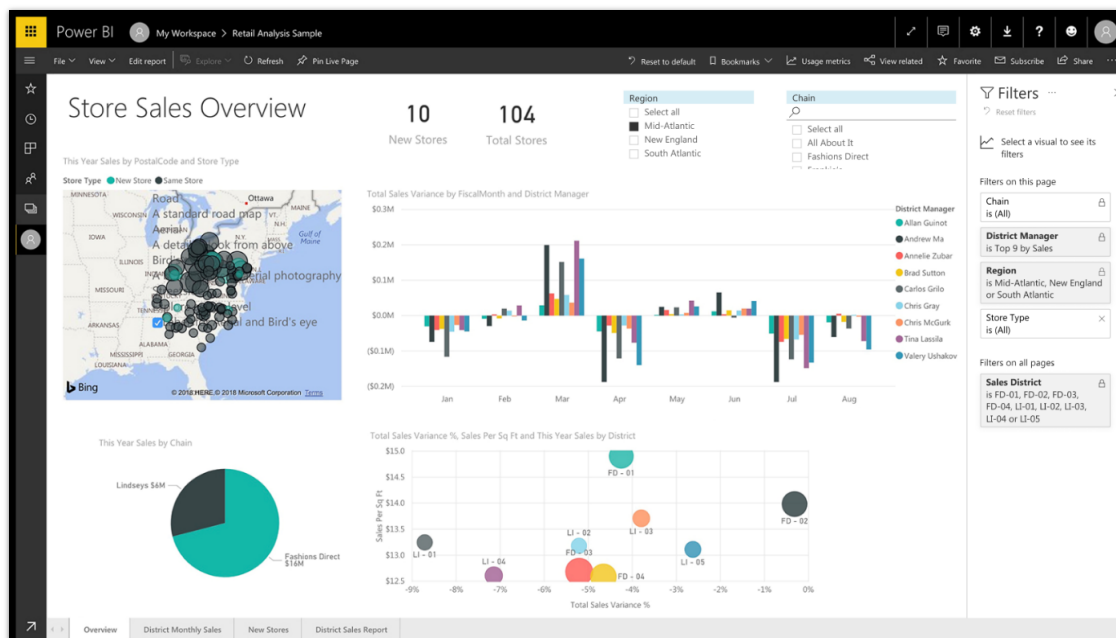 Power BI
My Workspace > Retail Analysis Sample
File View Edit report Explore Refresh Pin Live Page
Reset to default Bookmarks Usage metrics View related Favorite Subscribe Share
Store Sales Overview
10
New Stores
104
Total Stores
Region
Select all
Mid-Atlantic
New England
South Atlantic
Chain
Select all
All About It
Fashions Direct
This Year Sales by PostalCode and Store Type
Store Type New Store Same Store
MINNESOTA
Road
Ottawa
WISCONSIN
A standard road map
VT.
MAINE
Aerial
N.H.
IOWA
A detailed look from above
N.Y.
Gulf of
Maine
ILLINOIS
Bird's
aerial photography
MISSOURI
level
TENNESSEE
ARKANSAS
and Bird's eye
MISSISSIPPI
ALABAMA
GEORGIA
LOUISIANA
Bing
© 2018 HERE © 2018 Microsoft Corporation Terms
Total Sales Variance by FiscalMonth and District Manager
$0.3M
$0.2M
$0.1M
$0.0M
($0.1M)
($0.2M)
Jan Feb Mar Apr May Jun Jul Aug
District Manager
Allan Guinot
Andrew Ma
Annelie Zubar
Brad Sutton
Carlos Grilo
Chris Gray
Chris McGurk
Tina Lassila
Valery Ushakov
This Year Sales by Chain
Lindseys $6M
Fashions Direct
$16M
Total Sales Variance %, Sales Per Sq Ft and This Year Sales by District
Sales Per Sq Ft
$15.0
$14.5
$14.0
$13.5
$13.0
$12.5
FD - 01
FD - 02
LI - 03
LI - 02
LI - 01
FD - 03
LI - 04
LI - 05
FD - 04
-9% -8% -7% -6% -5% -4% -3% -2% -1% 0%
Total Sales Variance %
Filters
Reset filters
Select a visual to see its
filters
Filters on this page
Chain
is (All)
District Manager
is Top 9 by Sales
Region
is Mid-Atlantic, New England
or South Atlantic
Store Type
is (All)
Filters on all pages
Sales District
is FD-01, FD-02, FD-03,
FD-04, LI-01, LI-02, LI-03,
LI-04 or LI-05
Overview District Monthly Sales New Stores District Sales Report